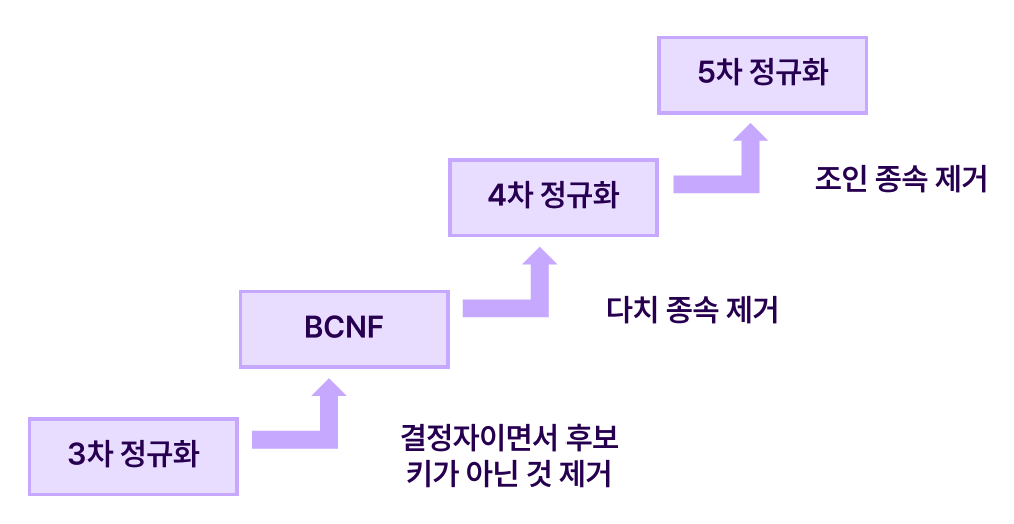 5차 정규화
조인 종속 제거
4차 정규화
다치 종속 제거
BCNF
결정자이면서 후보
키가 아닌 것 제거
3차 정규화